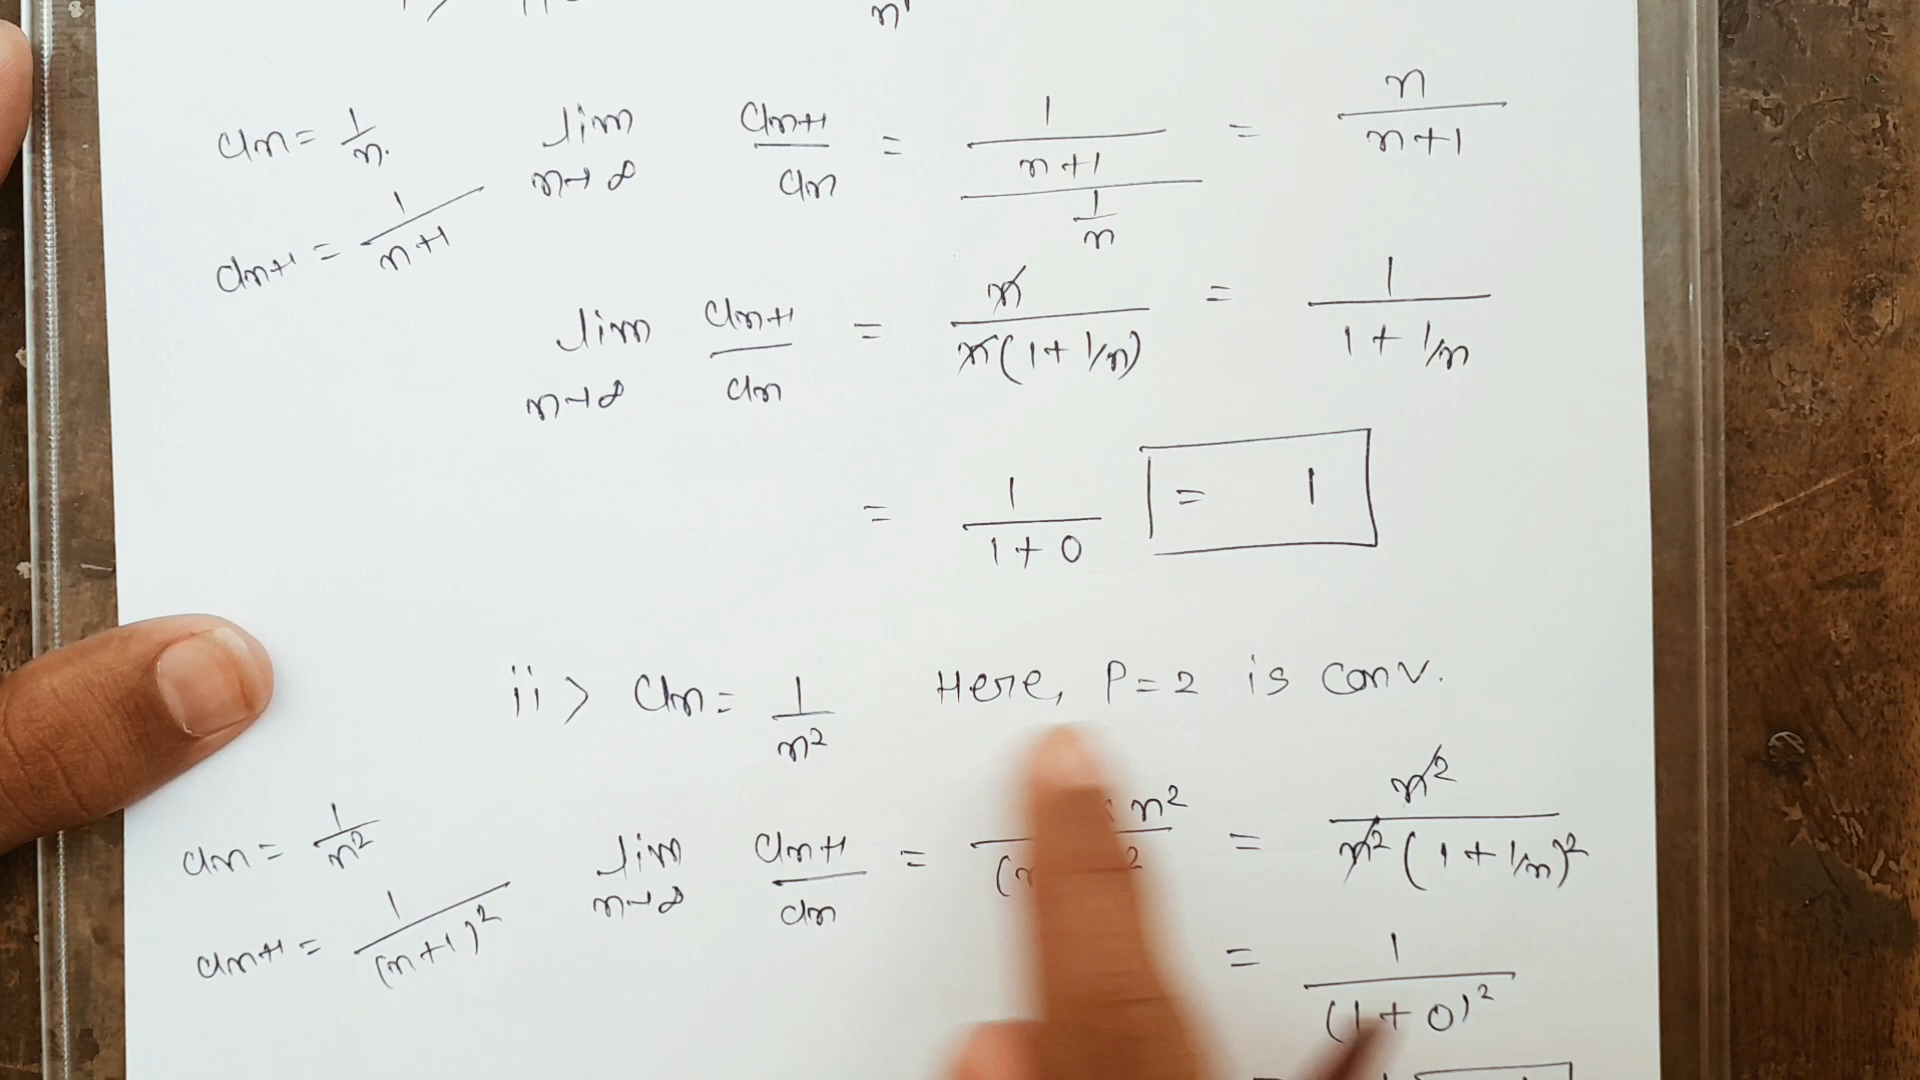 an = 1/n. lim n→∞ an+1/an = 1/(n+1) / 1/n = n/(n+1)
an+1 = 1/(n+1)
lim n→∞ an+1/an = n/n(1+1/n) = 1/(1+1/n)
= 1/(1+0) = 1
ii> an = 1/n² Here, P=2 is conv.
an = 1/n² lim n→∞ an+1/an = n² = n²/n²(1+1/n)²
an+1 = 1/(n+1)²
= 1/(1+0)²